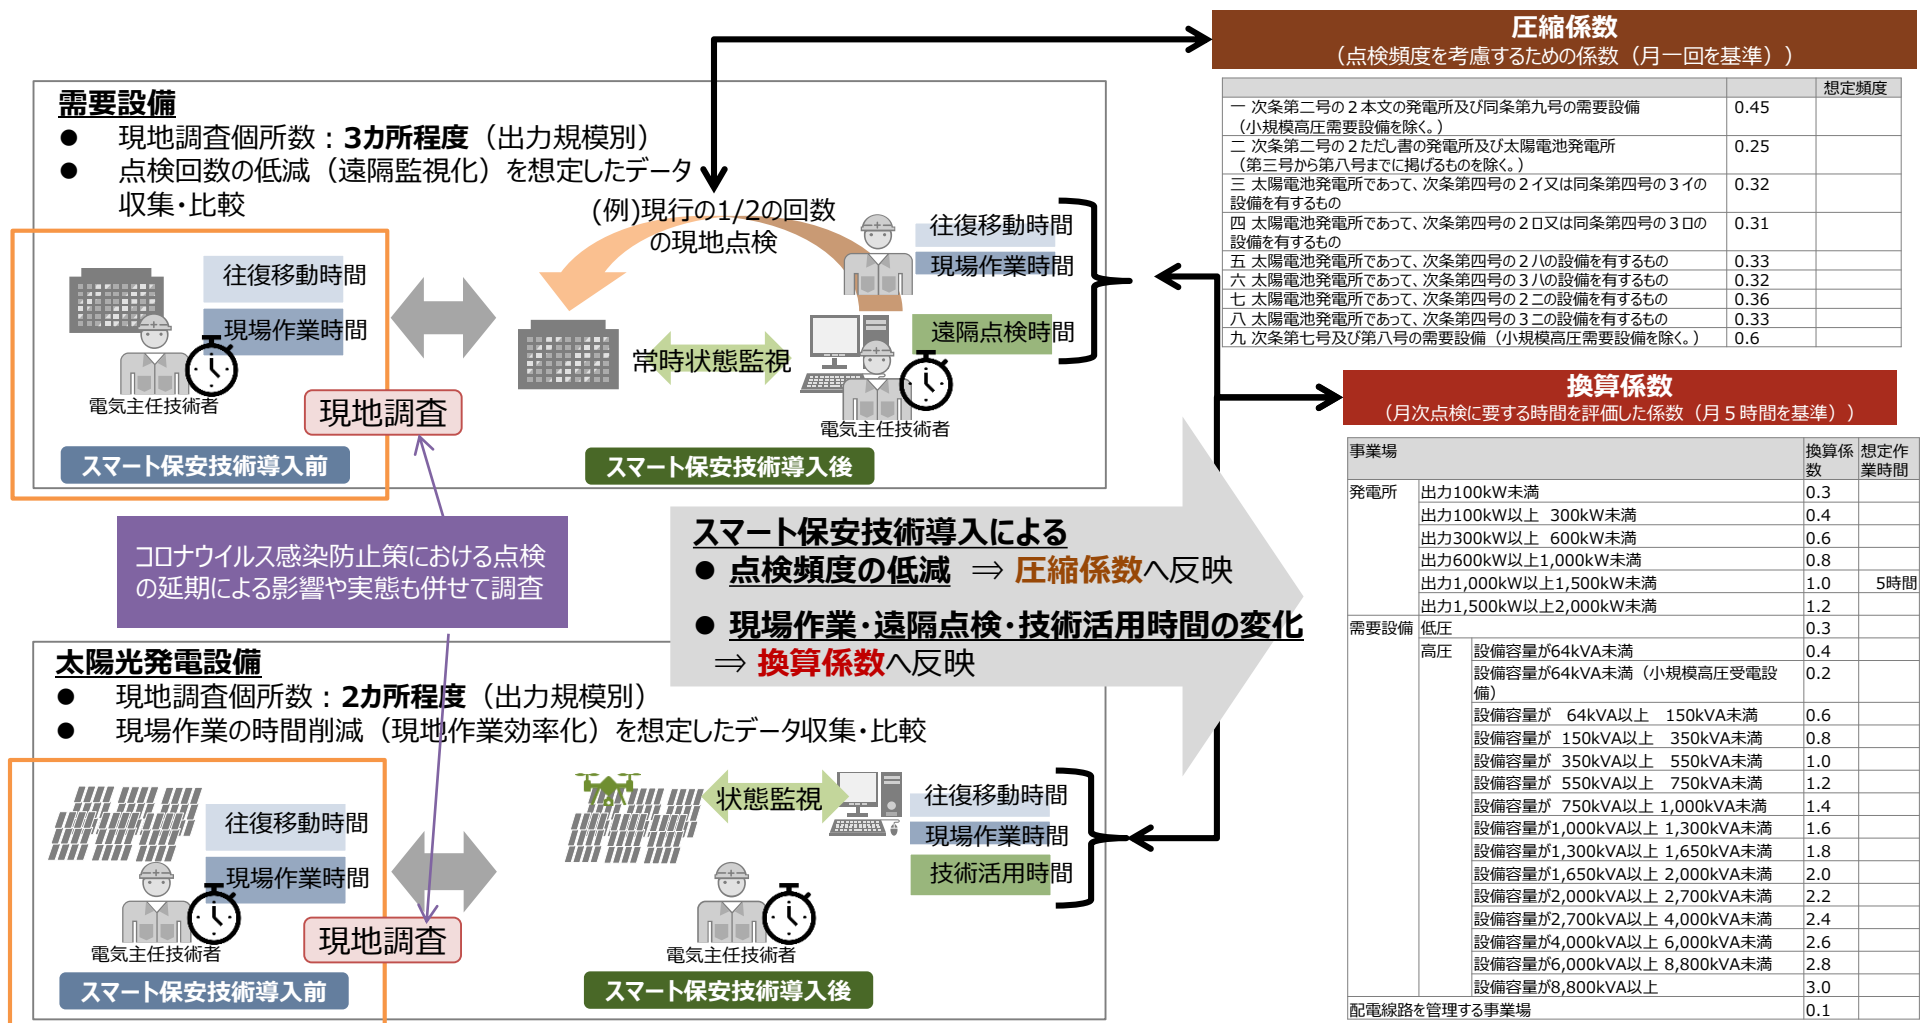 圧縮係数
（点検頻度を考慮するための係数（月一回を基準））
想定頻度
一 次条第二号の２本文の発電所及び同条第九号の需要設備 0.45
（小規模高圧需要設備を除く。）
二 次条第二号の２ただし書の発電所及び太陽電池発電所 0.25
（第三号から第八号までに掲げるものを除く。）
三 太陽電池発電所であって、次条第四号の２イ又は同条第四号の３イの 0.32
設備を有するもの
四 太陽電池発電所であって、次条第四号の２ロ又は同条第四号の３ロの 0.31
設備を有するもの
五 太陽電池発電所であって、次条第四号の２ハの設備を有するもの 0.33
六 太陽電池発電所であって、次条第四号の３ハの設備を有するもの 0.32
七 太陽電池発電所であって、次条第四号の２ニの設備を有するもの 0.36
八 太陽電池発電所であって、次条第四号の３ニの設備を有するもの 0.33
九 次条第七号及び第八号の需要設備（小規模高圧需要設備を除く。） 0.6
需要設備
● 現地調査個所数：3カ所程度（出力規模別）
● 点検回数の低減（遠隔監視化）を想定したデータ
収集・比較
(例)現行の1/2の回数
の現地点検
往復移動時間
現場作業時間
電気主任技術者
現地調査
スマート保安技術導入前
常時状態監視
往復移動時間
現場作業時間
遠隔点検時間
電気主任技術者
スマート保安技術導入後
コロナウイルス感染防止策における点検
の延期による影響や実態も併せて調査
スマート保安技術導入による
● 点検頻度の低減 ⇒ 圧縮係数へ反映
● 現場作業・遠隔点検・技術活用時間の変化
⇒ 換算係数へ反映
太陽光発電設備
● 現地調査個所数：2カ所程度（出力規模別）
● 現場作業の時間削減（現地作業効率化）を想定したデータ収集・比較
往復移動時間
現場作業時間
電気主任技術者
現地調査
スマート保安技術導入前
状態監視
往復移動時間
現場作業時間
技術活用時間
電気主任技術者
スマート保安技術導入後
換算係数
（月次点検に要する時間を評価した係数（月５時間を基準））
事業場 換算係 想定作
数 業時間
発電所 出力100kW未満 0.3
出力100kW以上 300kW未満 0.4
出力300kW以上 600kW未満 0.6
出力600kW以上1,000kW未満 0.8
出力1,000kW以上1,500kW未満 1.0 5時間
出力1,500kW以上2,000kW未満 1.2
需要設備 低圧 0.3
高圧 設備容量が64kVA未満 0.4
設備容量が64kVA未満（小規模高圧受電設 0.2
備）
設備容量が 64kVA以上 150kVA未満 0.6
設備容量が 150kVA以上 350kVA未満 0.8
設備容量が 350kVA以上 550kVA未満 1.0
設備容量が 550kVA以上 750kVA未満 1.2
設備容量が 750kVA以上 1,000kVA未満 1.4
設備容量が1,000kVA以上 1,300kVA未満 1.6
設備容量が1,300kVA以上 1,650kVA未満 1.8
設備容量が1,650kVA以上 2,000kVA未満 2.0
設備容量が2,000kVA以上 2,700kVA未満 2.2
設備容量が2,700kVA以上 4,000kVA未満 2.4
設備容量が4,000kVA以上 6,000kVA未満 2.6
設備容量が6,000kVA以上 8,800kVA未満 2.8
設備容量が8,800kVA以上 3.0
配電線路を管理する事業場 0.1